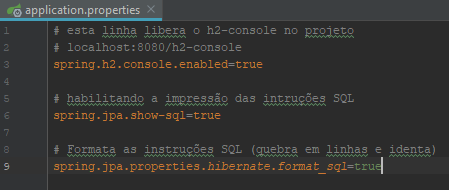 application.properties
1 # esta linha libera o h2-console no projeto
2 # localhost:8080/h2-console
3 spring.h2.console.enabled=true
4
5 # habilitando a impressão das intruções SQL
6 spring.jpa.show-sql=true
7
8 # Formata as instruções SQL (quebra em linhas e identa)
9 spring.jpa.properties.hibernate.format_sql=true